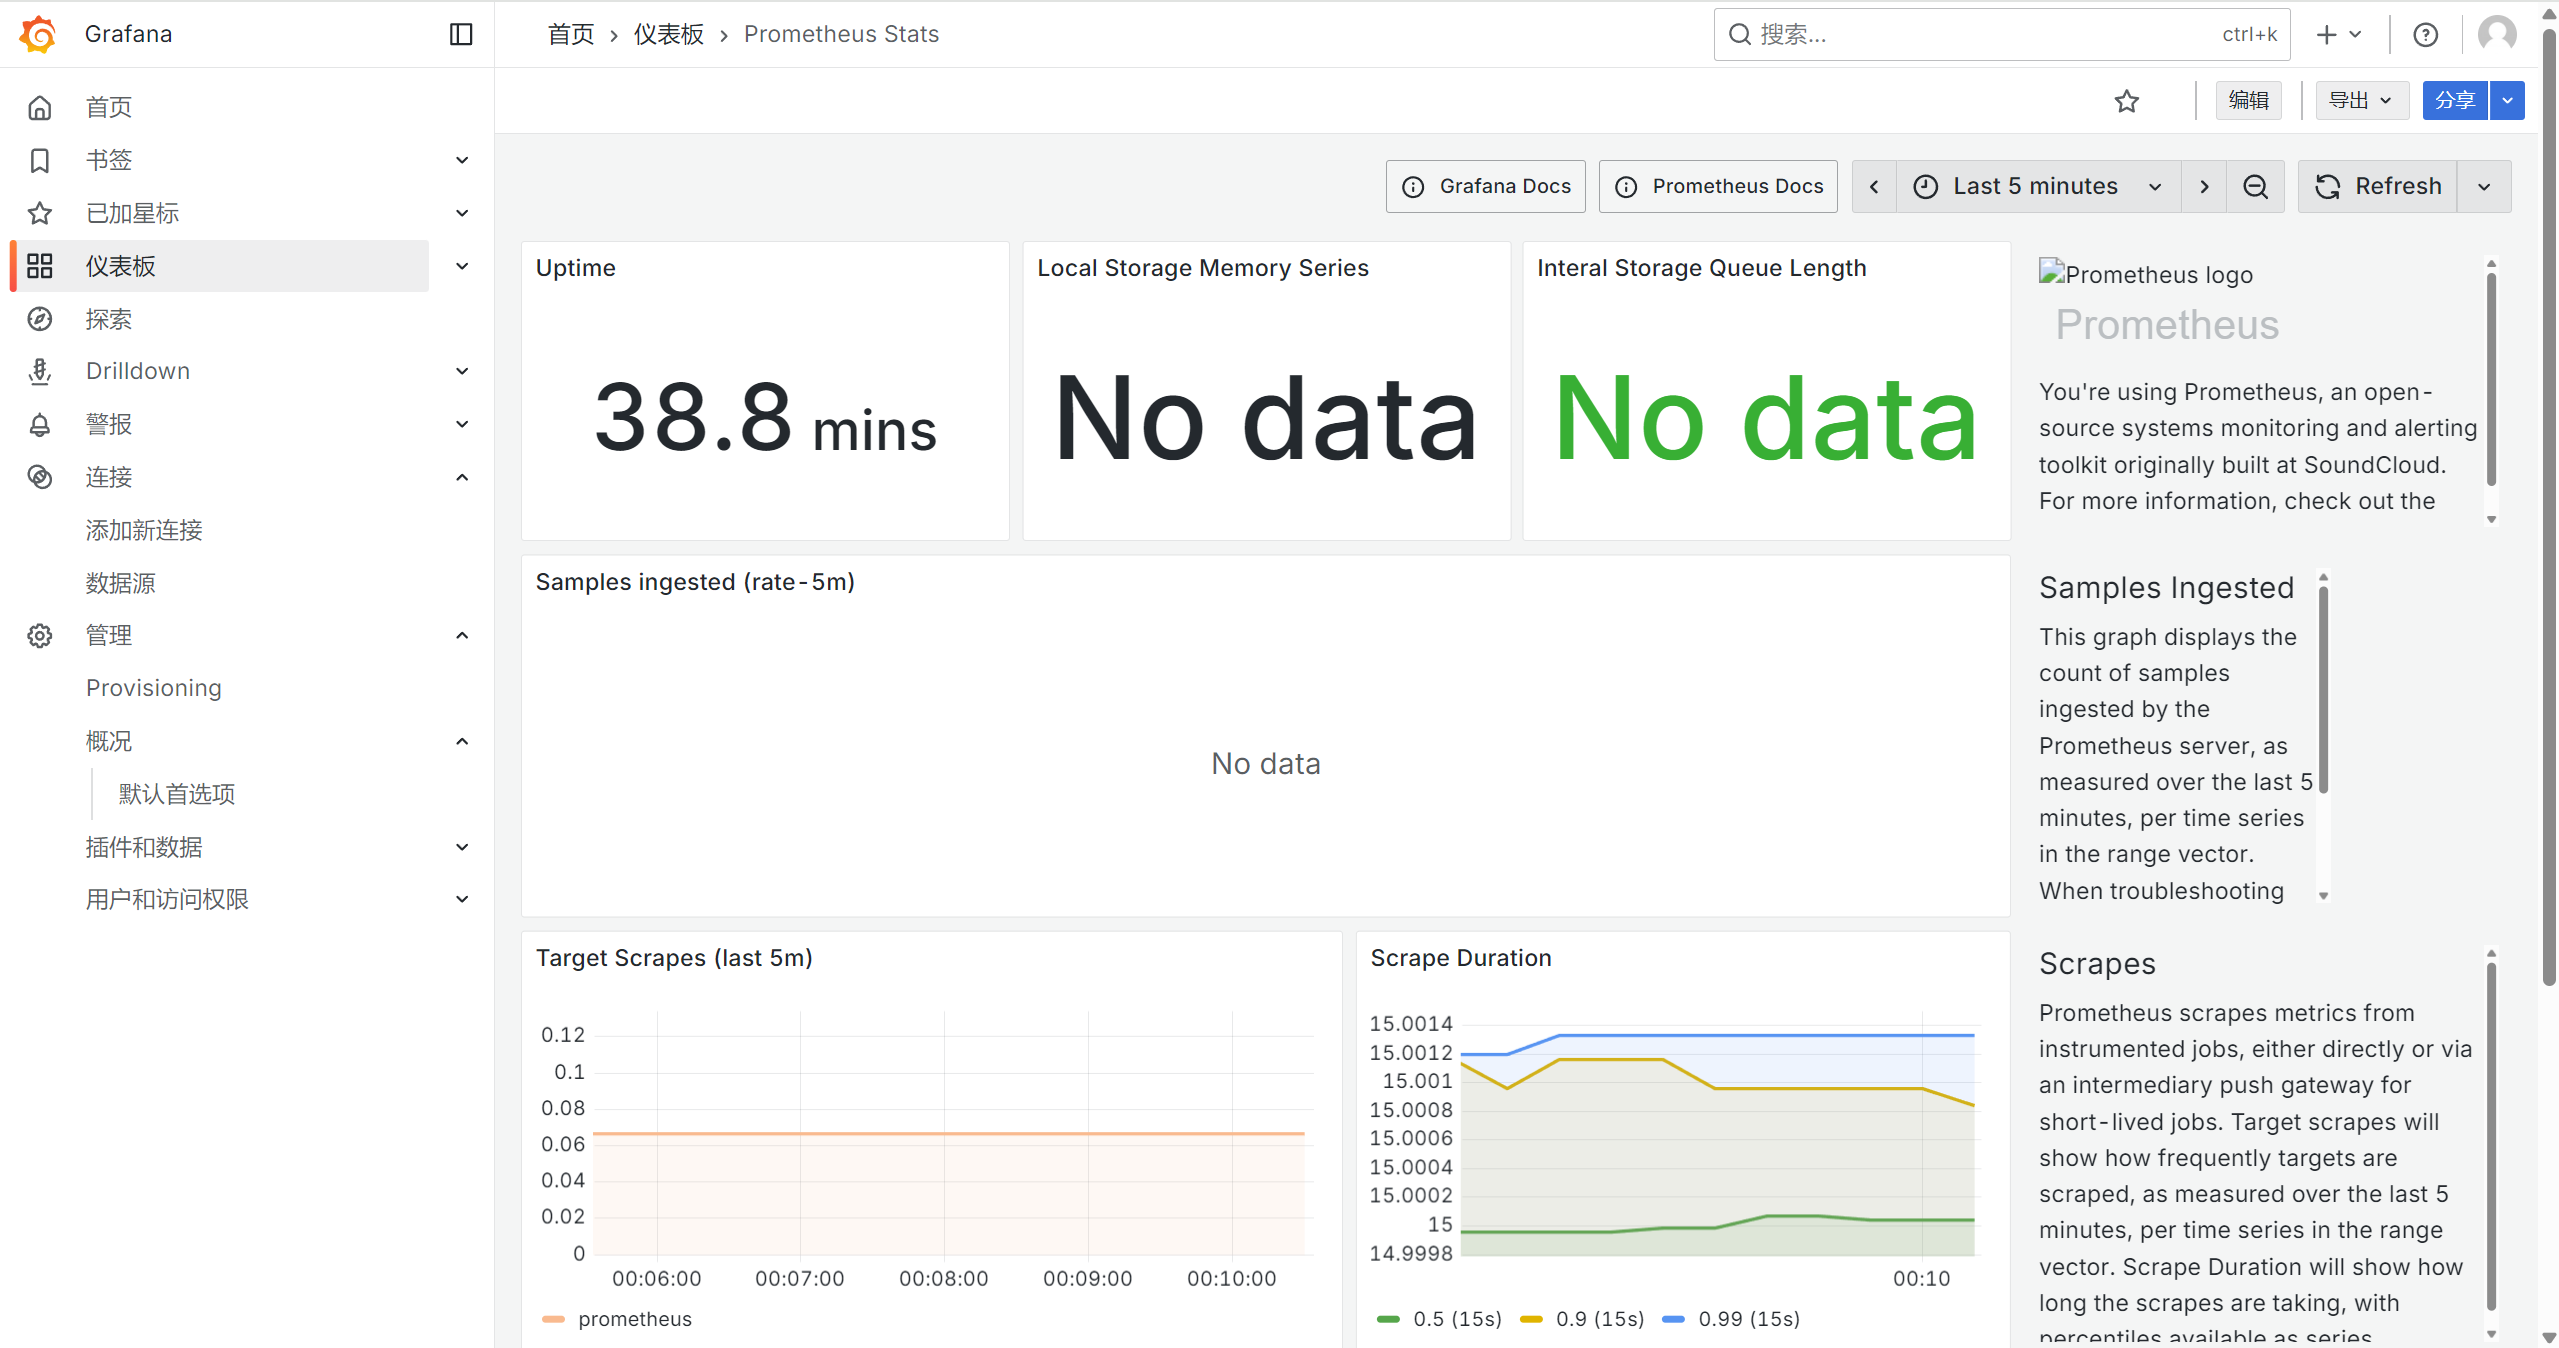 Grafana
首页 › 仪表板 › Prometheus Stats
搜索...
ctrl+k
首页
书签
已加星标
仪表板
探索
Drilldown
警报
连接
添加新连接
数据源
管理
Provisioning
概况
默认首选项
插件和数据
用户和访问权限
编辑
导出
分享
Grafana Docs
Prometheus Docs
Last 5 minutes
Refresh
Uptime
38.8 mins
Local Storage Memory Series
No data
Interal Storage Queue Length
No data
Prometheus logo
Prometheus
You're using Prometheus, an open-
source systems monitoring and alerting
toolkit originally built at SoundCloud.
For more information, check out the
Samples ingested (rate-5m)
No data
Samples Ingested
This graph displays the
count of samples
ingested by the
Prometheus server, as
measured over the last 5
minutes, per time series
in the range vector.
When troubleshooting
Target Scrapes (last 5m)
0.12
0.1
0.08
0.06
0.04
0.02
0
00:06:00 00:07:00 00:08:00 00:09:00 00:10:00
prometheus
Scrape Duration
15.0014
15.0012
15.001
15.0008
15.0006
15.0004
15.0002
15
14.9998
00:10
0.5 (15s) 0.9 (15s) 0.99 (15s)
Scrapes
Prometheus scrapes metrics from
instrumented jobs, either directly or via
an intermediary push gateway for
short-lived jobs. Target scrapes will
show how frequently targets are
scraped, as measured over the last 5
minutes, per time series in the range
vector. Scrape Duration will show how
long the scrapes are taking, with
percentiles available as series.